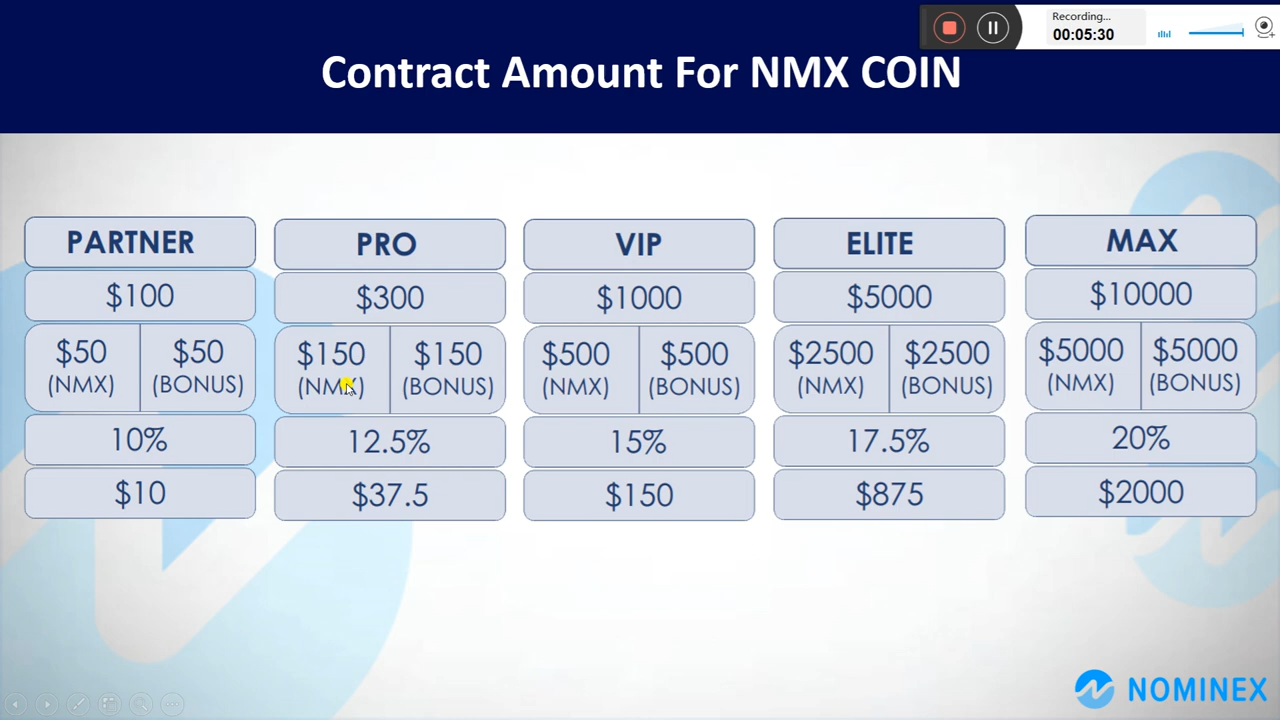 Recording...
00:05:30
Contract Amount For NMX COIN
PARTNER
$100
$50 $50
(NMX) (BONUS)
10%
$10
PRO
$300
$150 $150
(NMX) (BONUS)
12.5%
$37.5
VIP
$1000
$500 $500
(NMX) (BONUS)
15%
$150
ELITE
$5000
$2500 $2500
(NMX) (BONUS)
17.5%
$875
MAX
$10000
$5000 $5000
(NMX) (BONUS)
20%
$2000
NOMINEX